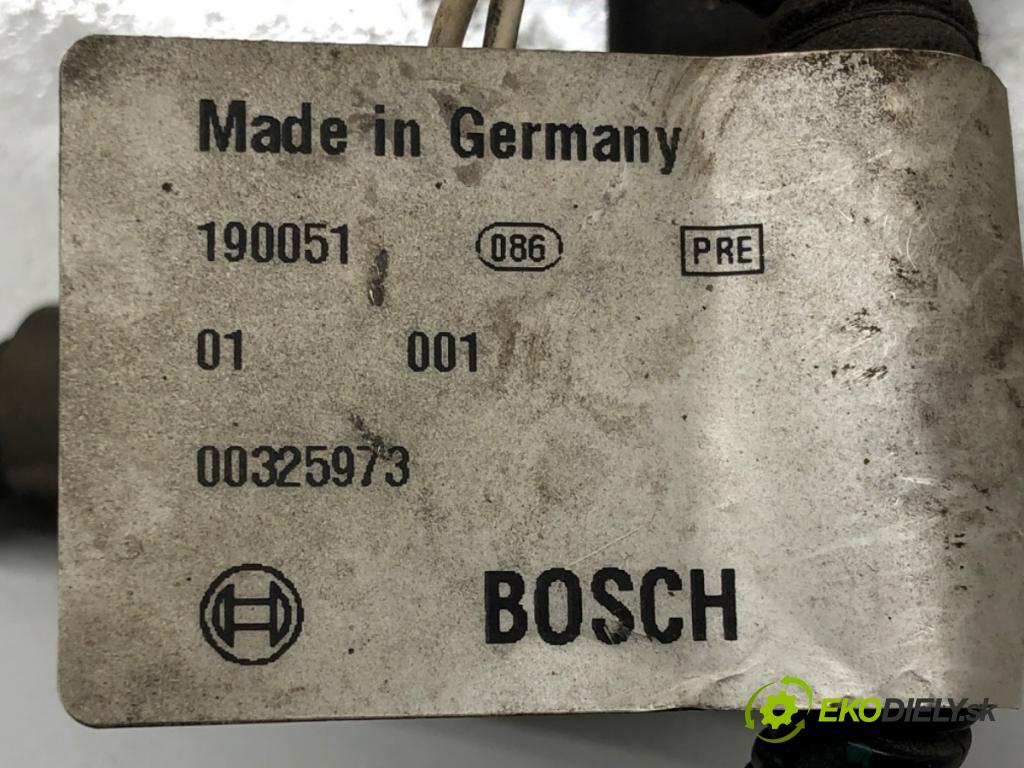 Made in Germany
190051 086 PRE
01 001
00325973
BOSCH
EKODIELY.sk